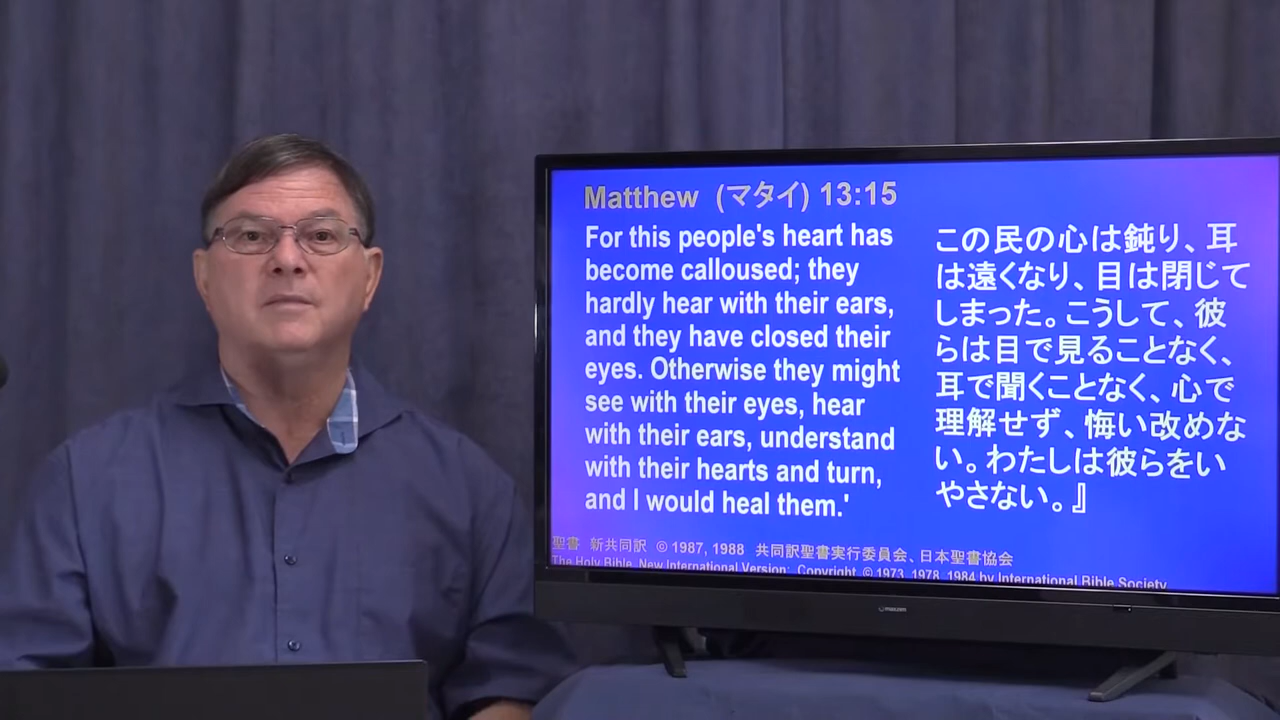 Matthew (マタイ) 13:15
For this people's heart has
become calloused; they
hardly hear with their ears,
and they have closed their
eyes. Otherwise they might
see with their eyes, hear
with their ears, understand
with their hearts and turn,
and I would heal them.'
この民の心は鈍り、耳
は遠くなり、目は閉じて
しまった。こうして、彼
らは目で見ることなく、
耳で聞くことなく、心で
理解せず、悔い改めな
い。わたしは彼らをい
やさない。』
聖書 新共同訳 © 1987, 1988 共同訳聖書実行委員会、日本聖書協会
The Holy Bible, New International Version; Copyright © 1973, 1978, 1984 by International Bible Society
maxzen